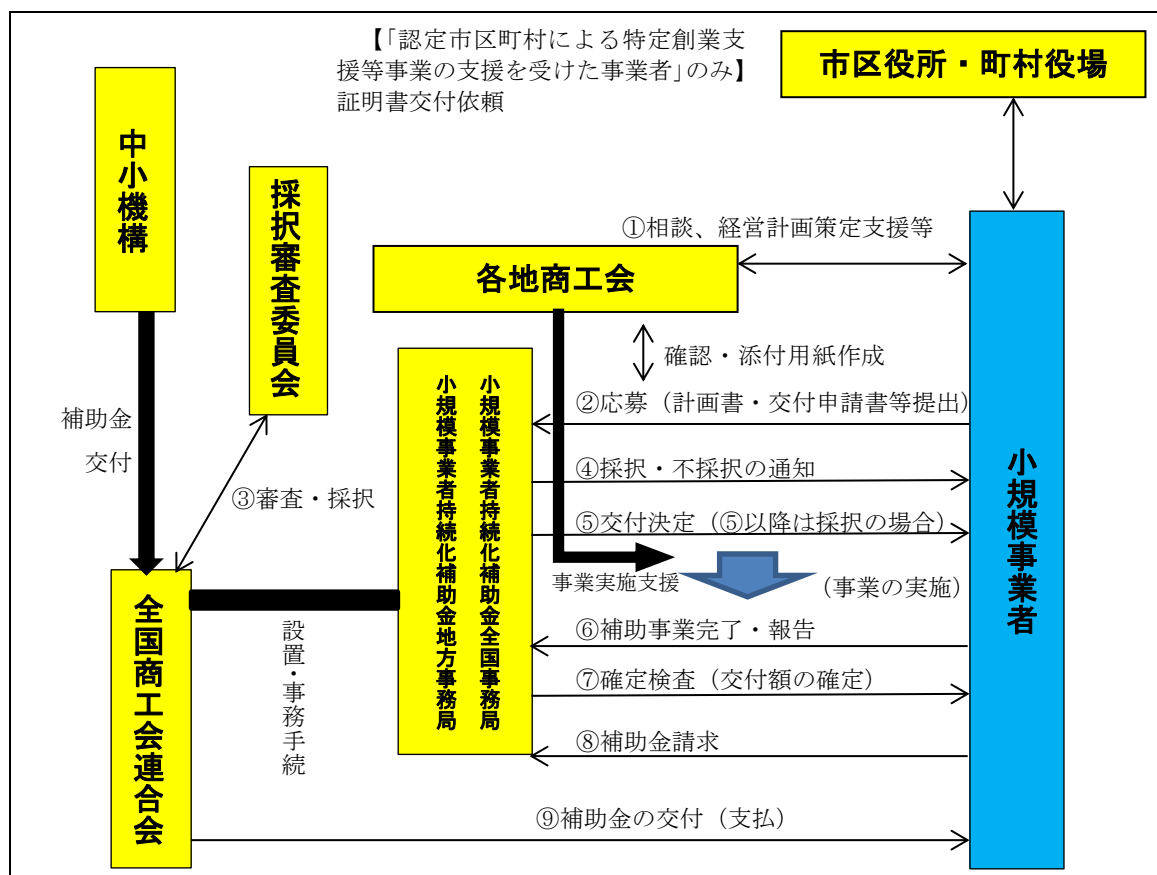 【「認定市区町村による特定創業支
援等事業の支援を受けた事業者」のみ】
証明書交付依頼
市区役所・町村役場
中小機構
採択審査委員会
①相談、経営計画策定支援等
各地商工会
確認・添付用紙作成
補助金
交付
③審査・採択
小規模事業者持続化補助金全国事務局
小規模事業者持続化補助金地方事務局
②応募（計画書・交付申請書等提出）
④採択・不採択の通知
⑤交付決定（⑤以降は採択の場合）
事業実施支援
（事業の実施）
小規模事業者
全国商工会連合会
設置・事務手続
⑥補助事業完了・報告
⑦確定検査（交付額の確定）
⑧補助金請求
⑨補助金の交付（支払）